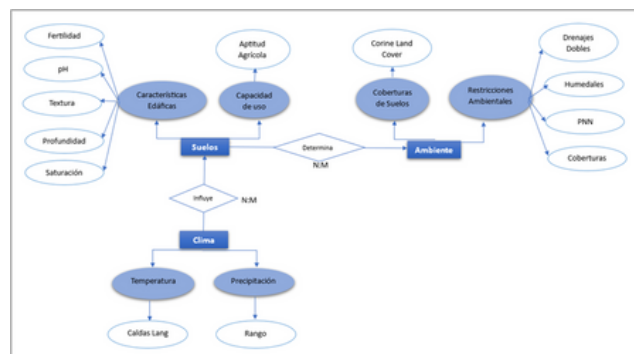 Fertilidad
pH
Textura
Profundidad
Saturación
Características
Edáficas
Aptitud
Agrícola
Capacidad
de uso
Corine Land
Cover
Coberturas
de Suelos
Restricciones
Ambientales
Drenajes
Dobles
Humedales
PNN
Coberturas
Suelos
Determina
N:M
Ambiente
Influye
N:M
Clima
Temperatura
Precipitación
Caldas Lang
Rango